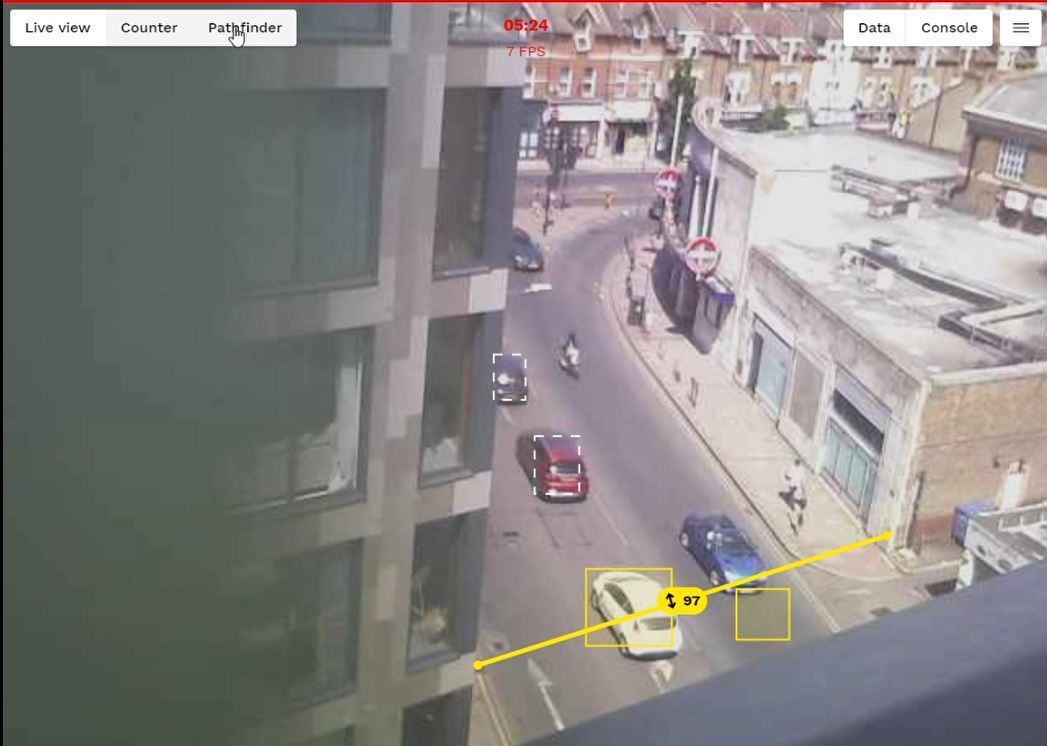 Live view
Counter
Pathfinder
05:24
7 FPS
Data
Console
97